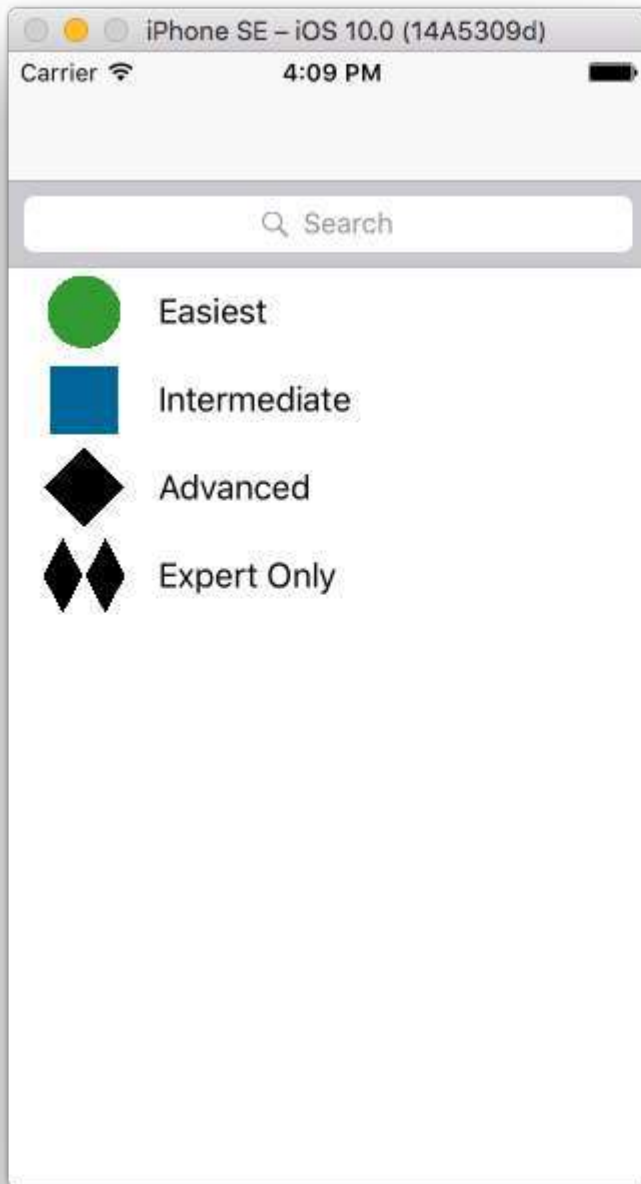 iPhone SE – iOS 10.0 (14A5309d)
Carrier 4:09 PM
Search
Easiest
Intermediate
Advanced
Expert Only